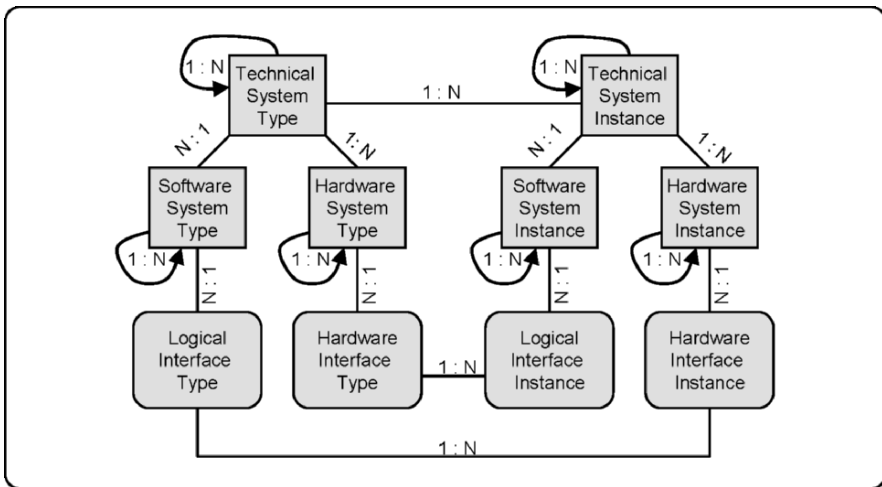 1 : N
Technical
System
Type
1 : N
1 : N
Technical
System
Instance
N : 1
1: N
N : 1
1: N
Software
System
Type
Hardware
System
Type
Software
System
Instance
Hardware
System
Instance
1 : N
1 : N
1 : N
1 : N
N : 1
N : 1
N : 1
N : 1
Logical
Interface
Type
Hardware
Interface
Type
1 : N
Logical
Interface
Instance
Hardware
Interface
Instance
1 : N